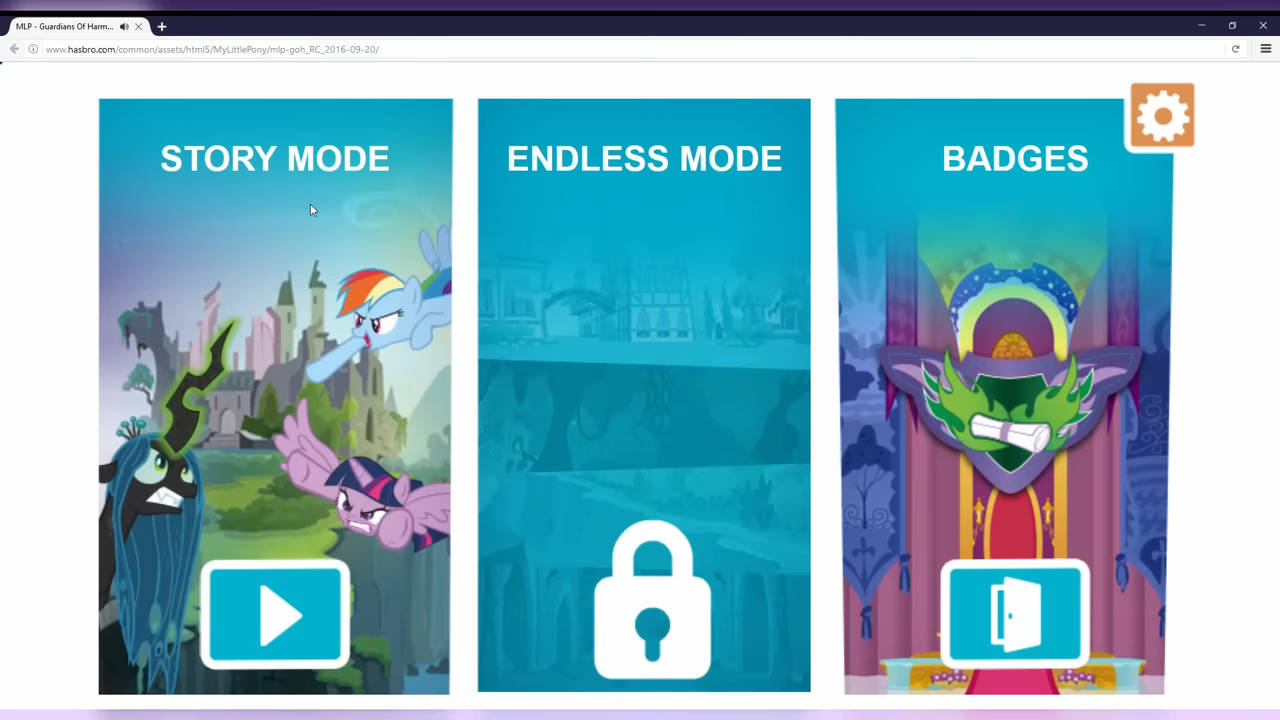 MLP - Guardians Of Harm...
www.hasbro.com/common/assets/html5/MyLittlePony/mlp-goh_RC_2016-09-20/
STORY MODE
ENDLESS MODE
BADGES